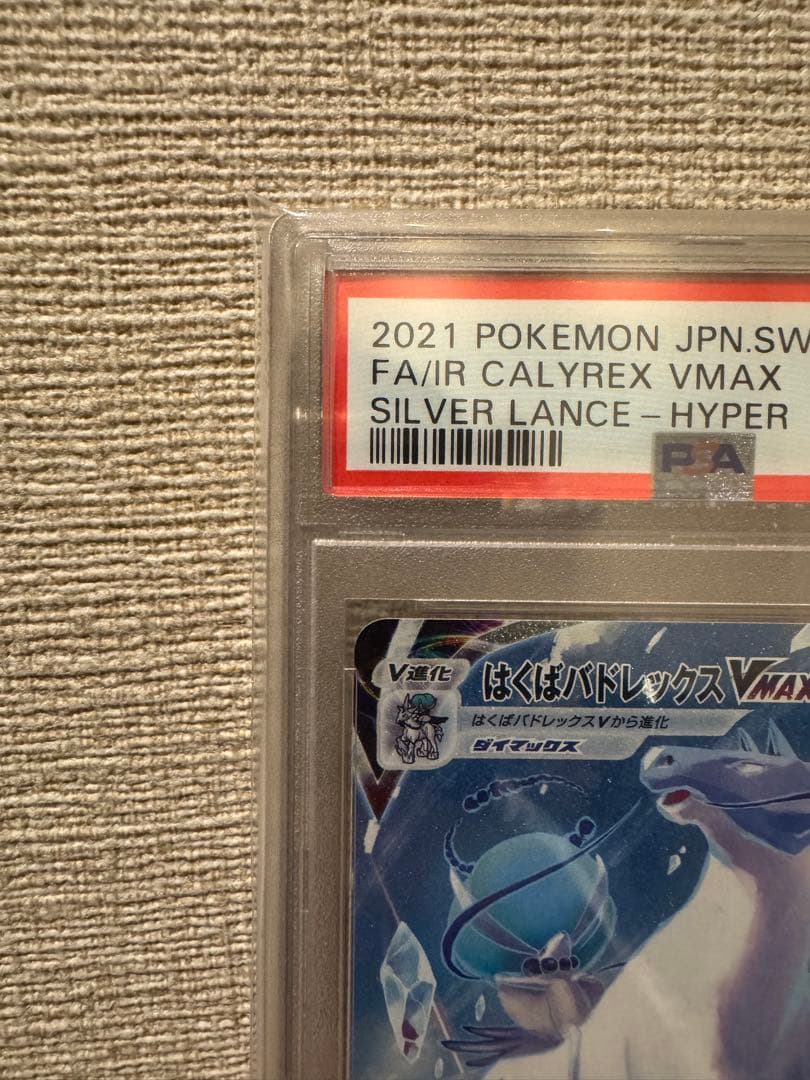 2021 POKEMON JPN.SW
FA/IR CALYREX VMAX
SILVER LANCE-HYPER
PSA
V進化
はくばバドレックスVMAX
はくばバドレックスVから進化
ダイマックス